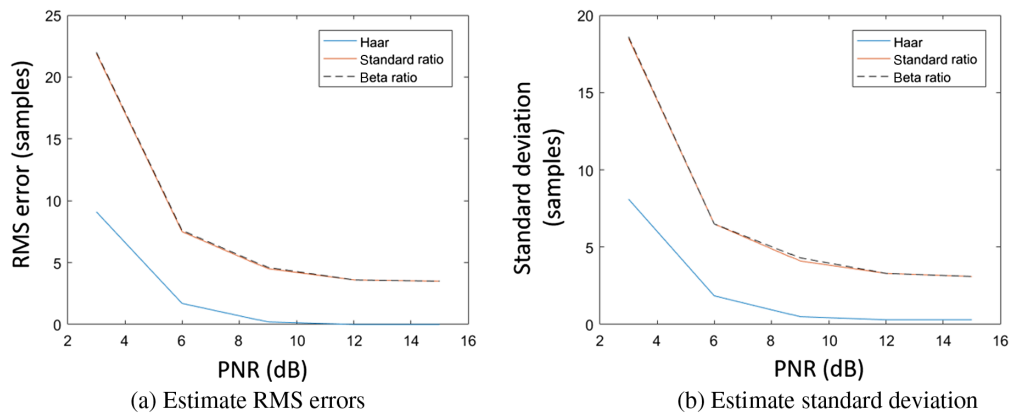 25
20
15
10
5
0
2 4 6 8 10 12 14 16
RMS error (samples)
PNR (dB)
Haar
Standard ratio
Beta ratio
(a) Estimate RMS errors
20
15
10
5
0
2 4 6 8 10 12 14 16
Standard deviation
(samples)
PNR (dB)
Haar
Standard ratio
Beta ratio
(b) Estimate standard deviation